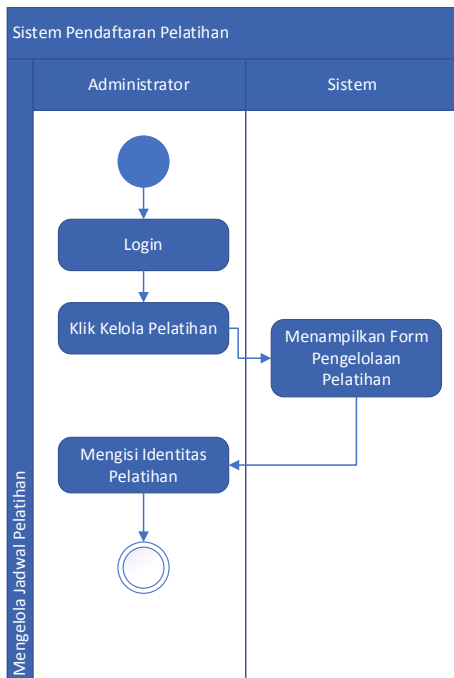 Sistem Pendaftaran Pelatihan
Administrator
Sistem
Login
Klik Kelola Pelatihan
Menampilkan Form
Pengelolaan
Pelatihan
Mengisi Identitas
Pelatihan
Mengelola Jadwal Pelatihan